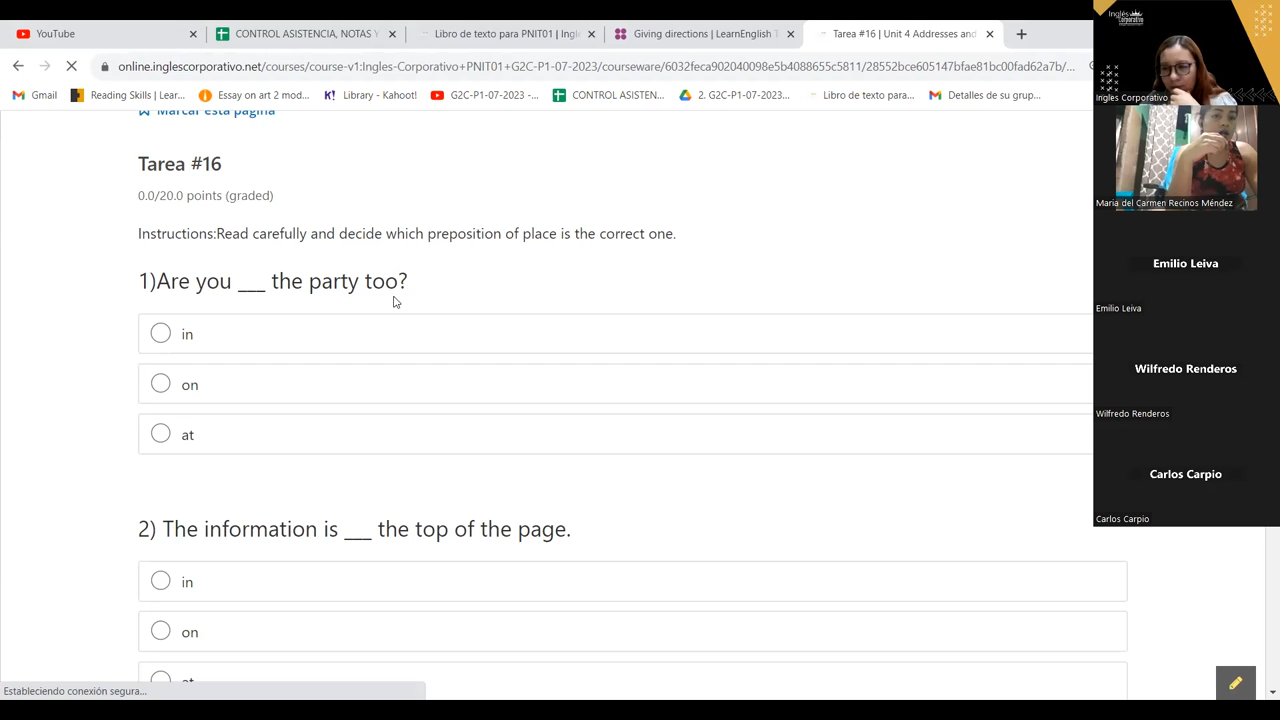 YouTube
CONTROL ASISTENCIA, NOTAS Y
Libro de texto para PNIT01 | Ingl
Giving directions | LearnEnglish T
Tarea #16 | Unit 4 Addresses and
online.inglescorporativo.net/courses/course-v1:Ingles-Corporativo+PNIT01+G2C-P1-07-2023/courseware/6032feca902040098e5b4088655c5811/28552bce605147bfae81bc00fad62a7b/...
Gmail
Reading Skills | Lear...
Essay on art 2 mod...
Library - Ka
G2C-P1-07-2023 -...
CONTROL ASISTEN...
2. G2C-P1-07-2023...
Libro de texto para...
Detalles de su grup...
Marcar esta página
Tarea #16
0.0/20.0 points (graded)
Instructions:Read carefully and decide which preposition of place is the correct one.
1)Are you ___ the party too?
in
on
at
2) The information is ___ the top of the page.
in
on
at
Estableciendo conexión segura...
Inglés
Corporativo
Ingles Corporativo
Maria del Carmen Recinos Méndez
Emilio Leiva
Emilio Leiva
Wilfredo Renderos
Wilfredo Renderos
Carlos Carpio
Carlos Carpio